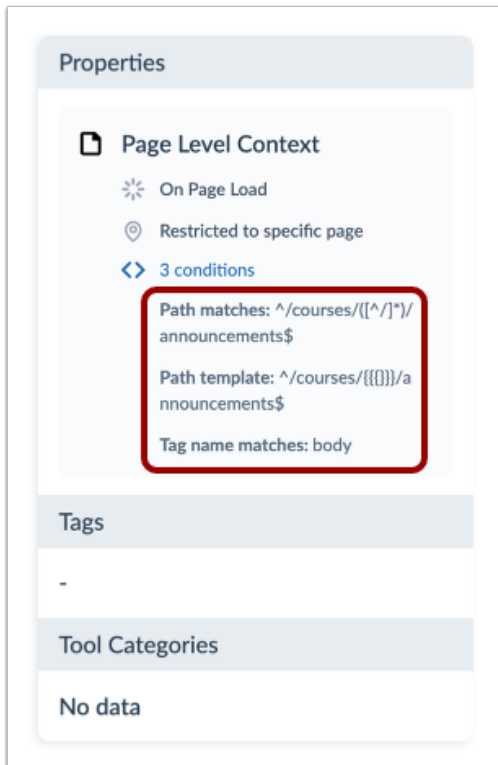 Properties
Page Level Context
On Page Load
Restricted to specific page
3 conditions
Path matches: ^/courses/([^/]*)/
announcements$
Path template: ^/courses/{{{}}}/a
nnouncements$
Tag name matches: body
Tags
-
Tool Categories
No data